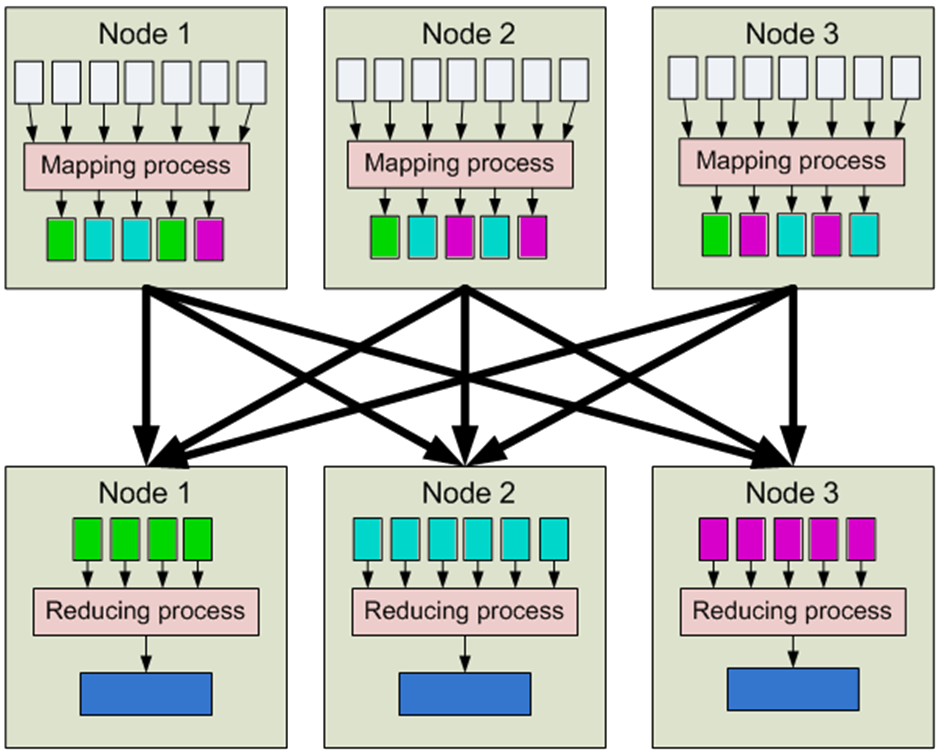 Node 1
Node 2
Node 3
Mapping process
Mapping process
Mapping process
Node 1
Node 2
Node 3
Reducing process
Reducing process
Reducing process